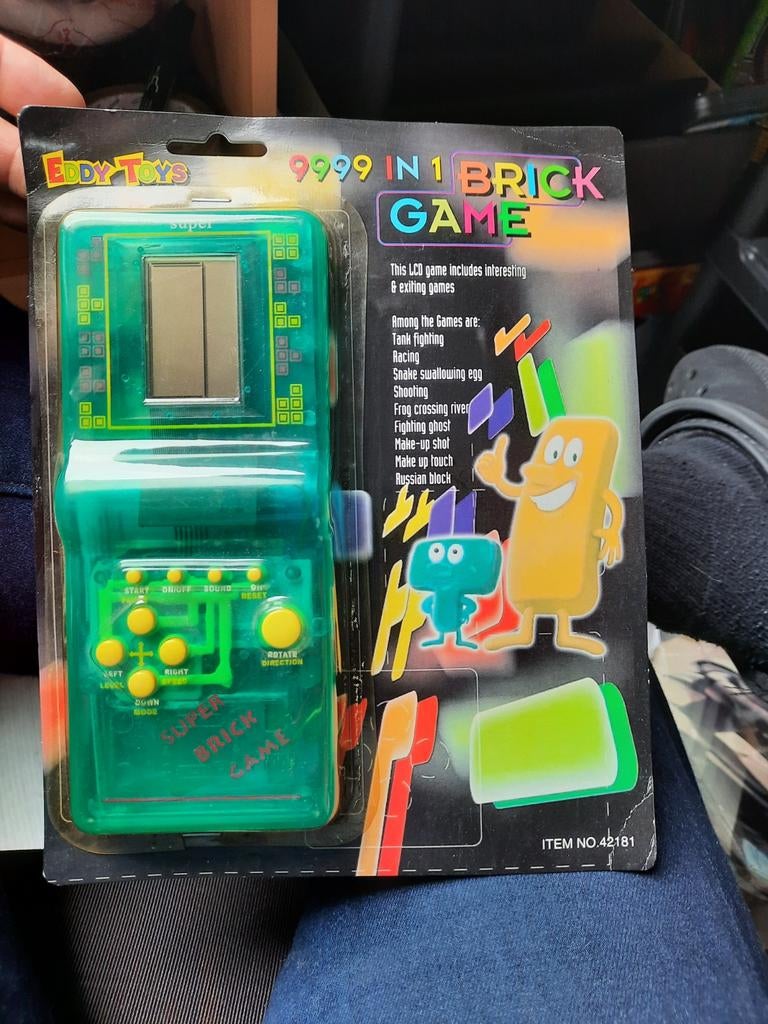 EDDY TOYS
9999 IN 1 BRICK
GAME
This LCD game includes interesting
& exiting games
Among the Games are:
Tank fighting
Racing
Snake swallowing egg
Shooting
Frog crossing river
Fighting ghost
Make-up shot
Make up touch
Russian block
super
START ON/OFF SOUND
RESET
ROTATE
DIRECTION
LEFT
RIGHT
LEVEL
SPEED
DOWN
MODE
SUPER
BRICK
GAME
ITEM NO.42181